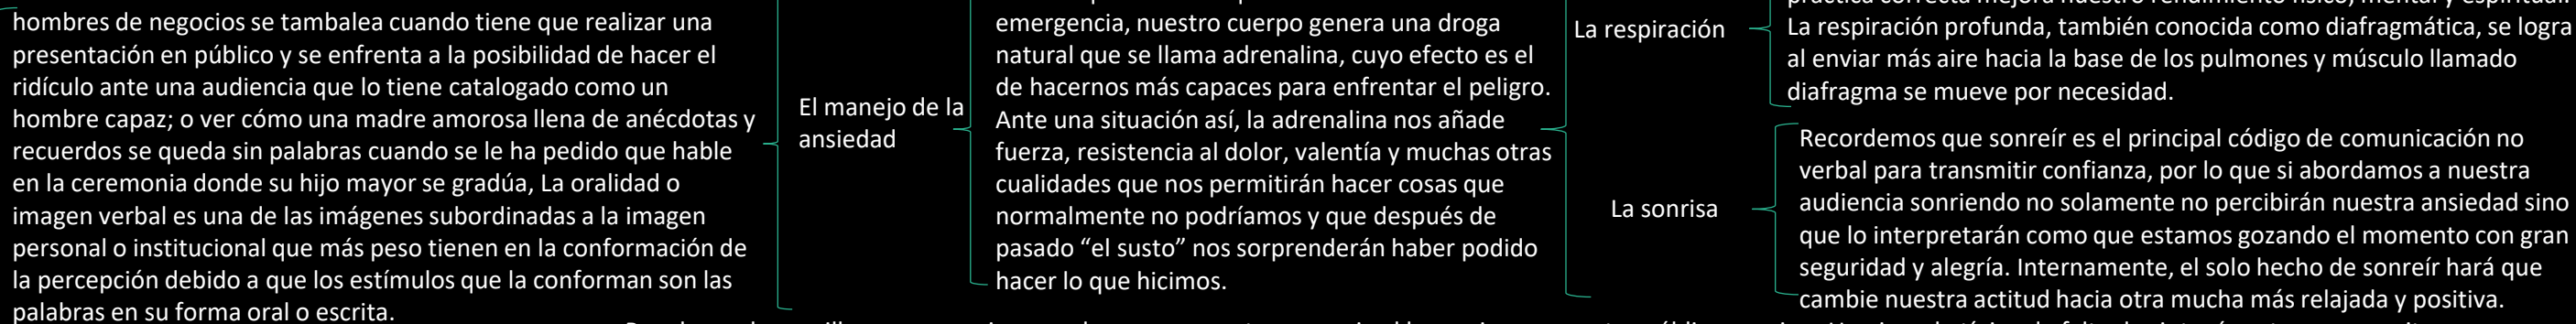 hombres de negocios se tambalea cuando tiene que realizar una
presentación en público y se enfrenta a la posibilidad de hacer el
ridículo ante una audiencia que lo tiene catalogado como un
hombre capaz; o ver cómo una madre amorosa llena de anécdotas y
recuerdos se queda sin palabras cuando se le ha pedido que hable
en la ceremonia donde su hijo mayor se gradúa, La oralidad o
imagen verbal es una de las imágenes subordinadas a la imagen
personal o institucional que más peso tienen en la conformación de
la percepción debido a que los estímulos que la conforman son las
palabras en su forma oral o escrita.
El manejo de la
ansiedad
emergencia, nuestro cuerpo genera una droga
natural que se llama adrenalina, cuyo efecto es el
de hacernos más capaces para enfrentar el peligro.
Ante una situación así, la adrenalina nos añade
fuerza, resistencia al dolor, valentía y muchas otras
cualidades que nos permitirán hacer cosas que
normalmente no podríamos y que después de
pasado “el susto” nos sorprenderán haber podido
hacer lo que hicimos.
La respiración
práctica correcta mejora nuestro rendimiento físico, mental y espiritual.
La respiración profunda, también conocida como diafragmática, se logra
al enviar más aire hacia la base de los pulmones y músculo llamado
diafragma se mueve por necesidad.
La sonrisa
Recordemos que sonreír es el principal código de comunicación no
verbal para transmitir confianza, por lo que si abordamos a nuestra
audiencia sonriendo no solamente no percibirán nuestra ansiedad sino
que lo interpretarán como que estamos gozando el momento con gran
seguridad y alegría. Internamente, el solo hecho de sonreír hará que
cambie nuestra actitud hacia otra mucha más relajada y positiva.